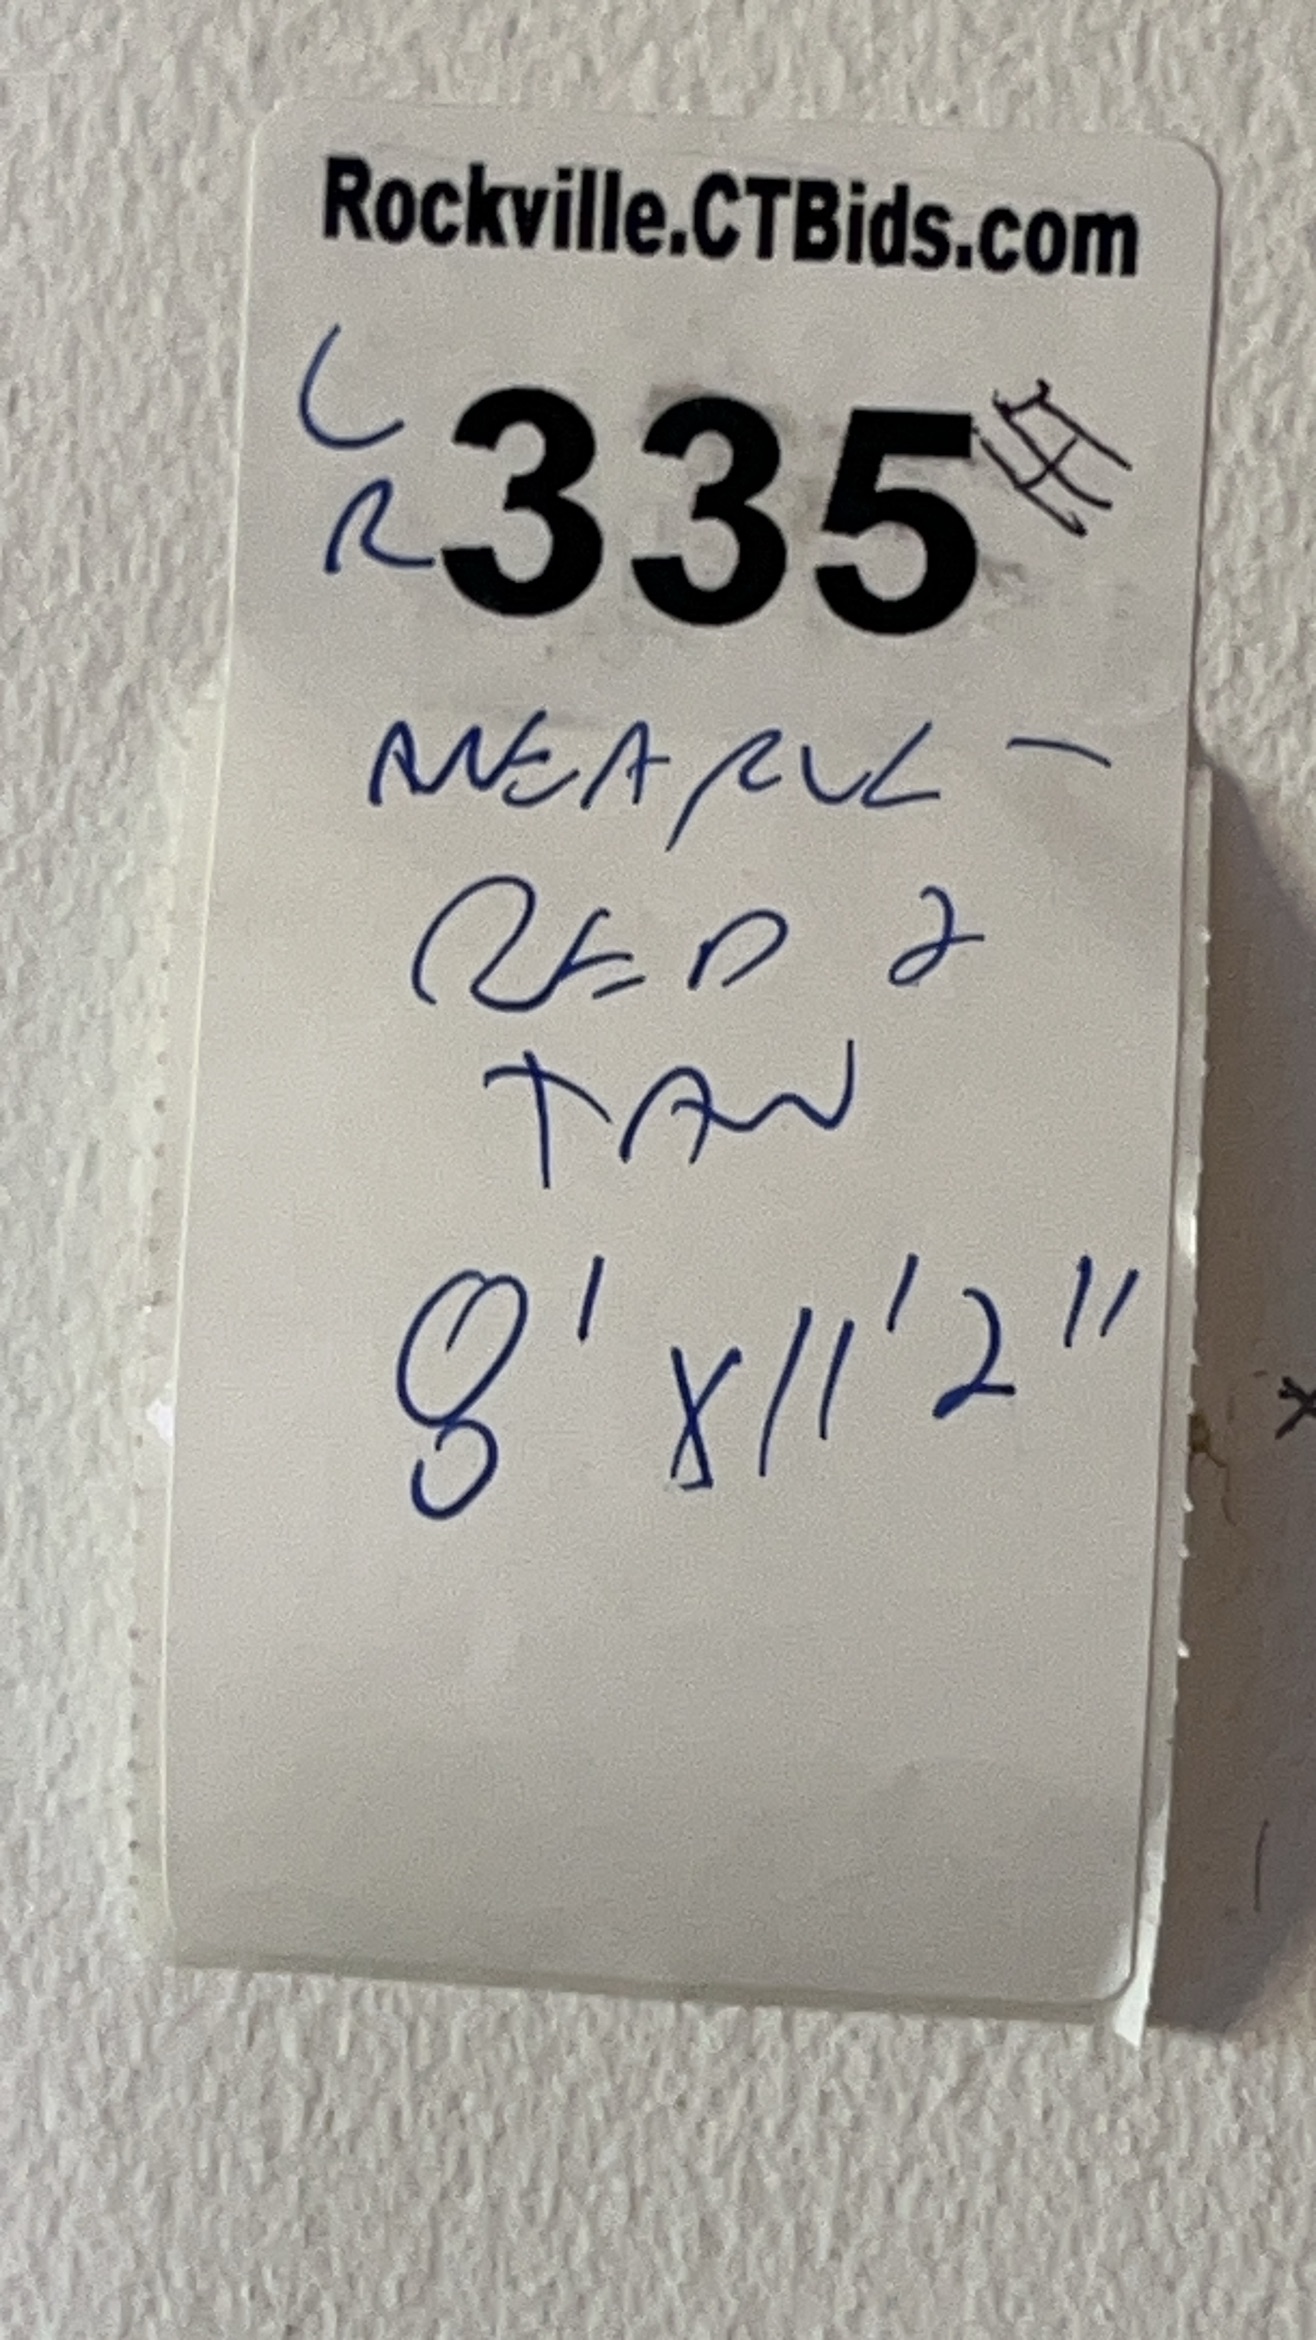 Rockville.CTBids.com
L
R
335
AREA RUG -
RED &
TAN
8' x 11' 2"